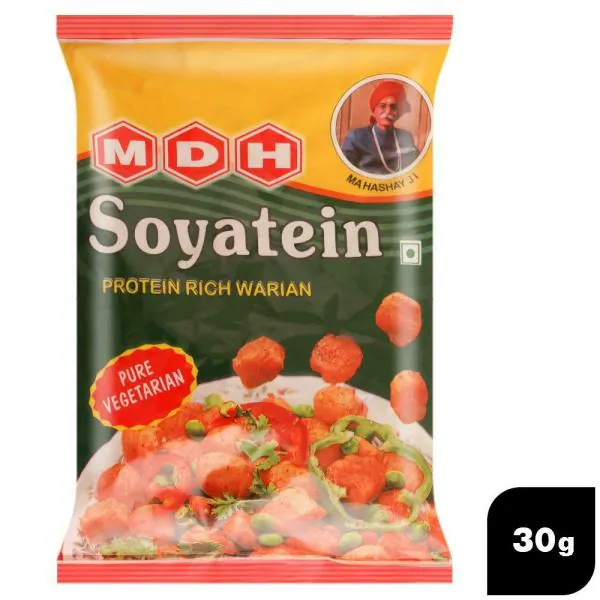 MDH
MAHASHAY JI
Soyatein
PROTEIN RICH WARIAN
PURE
VEGETARIAN
30g